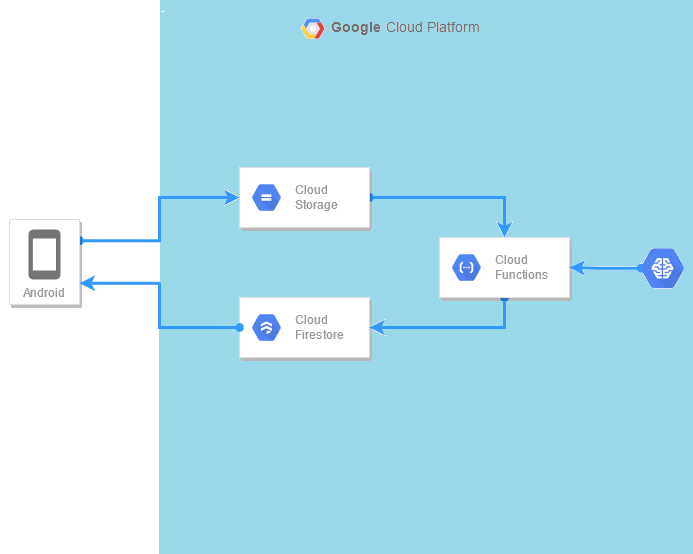 Google Cloud Platform
Cloud
Storage
Cloud
Functions
Android
Cloud
Firestore